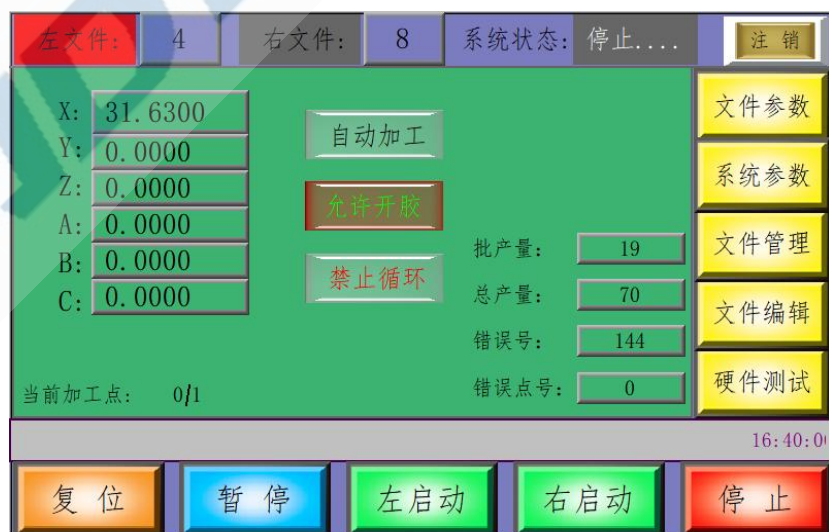 左文件: 4 右文件: 8 系统状态: 停止.... 注 销
X: 31.6300
Y: 0.0000
Z: 0.0000
A: 0.0000
B: 0.0000
C: 0.0000
自动加工
允许开胶
禁止循环
批产量: 19
总产量: 70
错误号: 144
错误点号: 0
当前加工点: 0/1
文件参数
系统参数
文件管理
文件编辑
硬件测试
复 位 暂 停 左启动 右启动 停 止